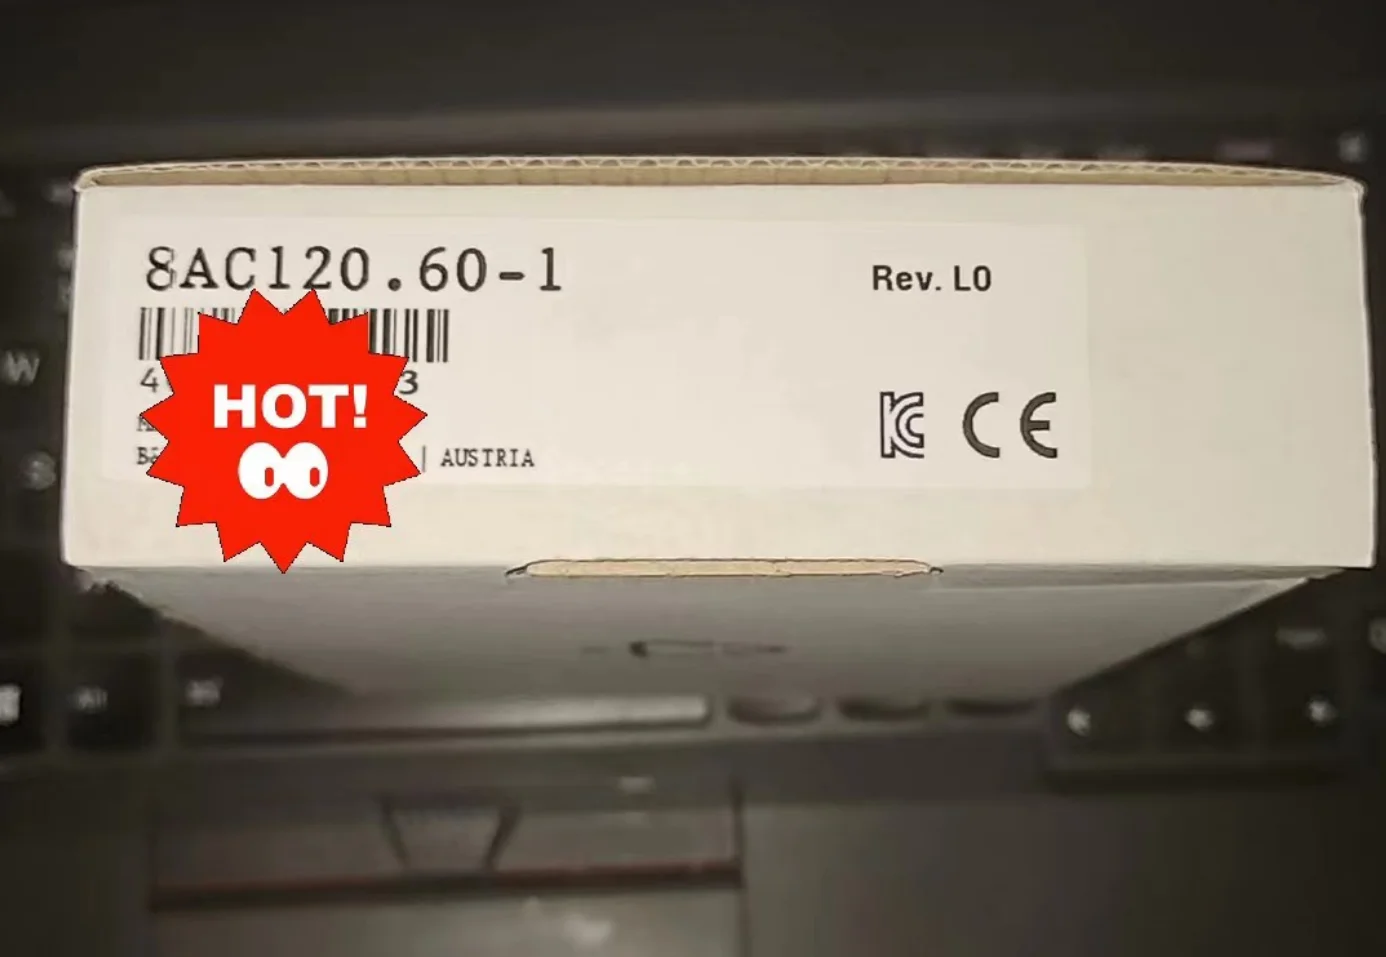 8AC120.60-1
Rev. L0
4
3
HOT!
| AUSTRIA
CE
W
S